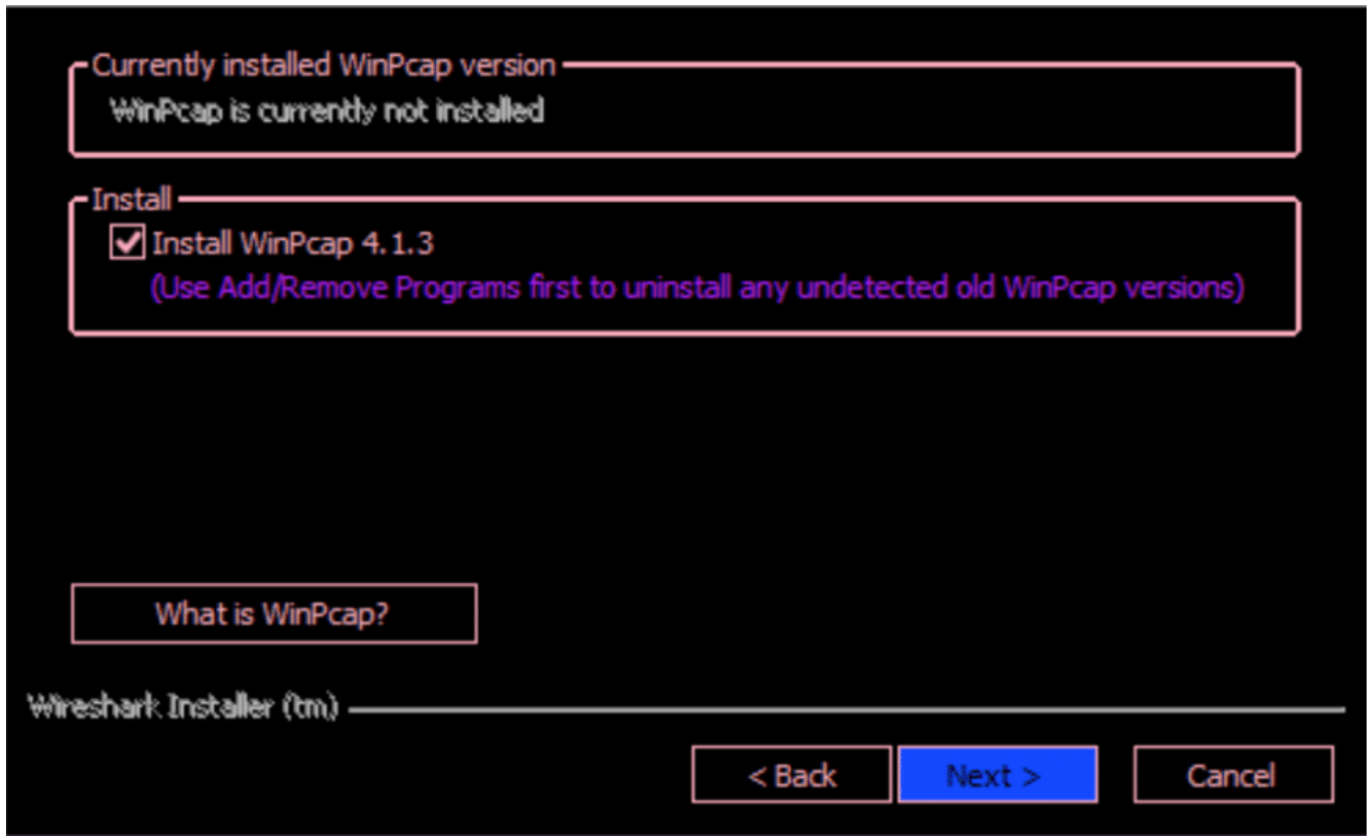 Currently installed WinPcap version
WinPcap is currently not installed
Install
Install WinPcap 4.1.3
(Use Add/Remove Programs first to uninstall any undetected old WinPcap versions)
What is WinPcap?
Wireshark Installer (tm)
< Back
Next >
Cancel